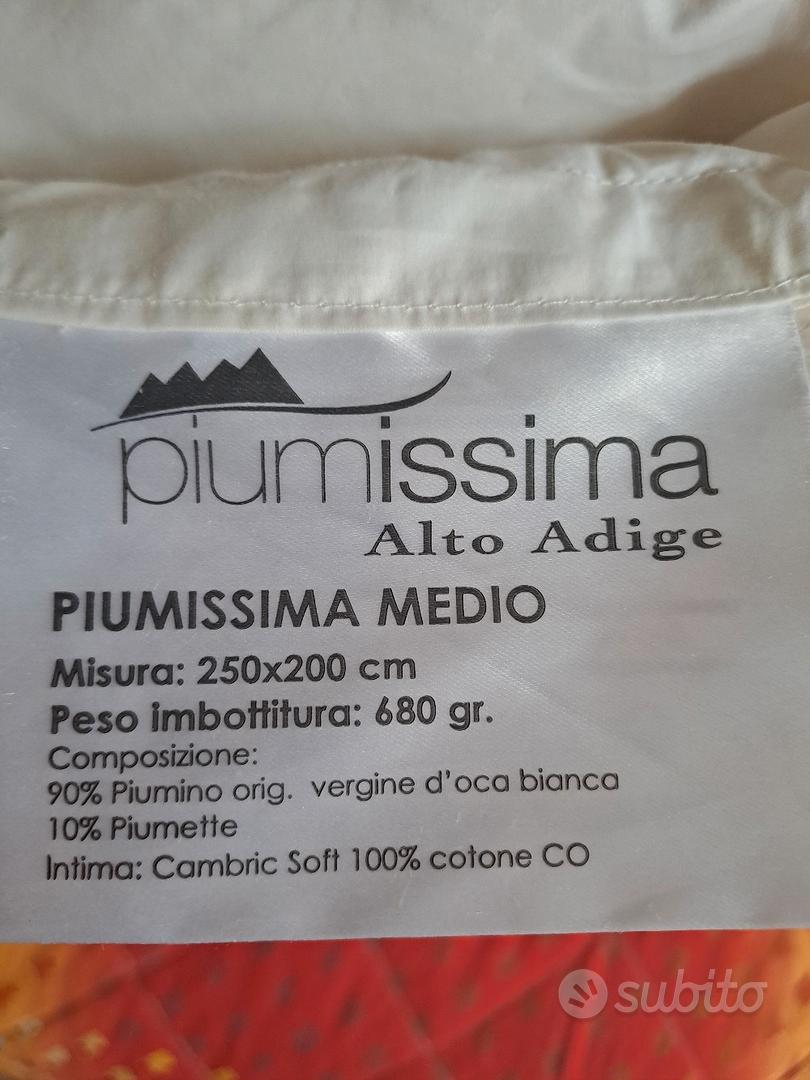 piumissima
Alto Adige
PIUMISSIMA MEDIO
Misura: 250x200 cm
Peso imbottitura: 680 gr.
Composizione:
90% Piumino orig. vergine d'oca bianca
10% Piumette
Intima: Cambric Soft 100% cotone CO
subito